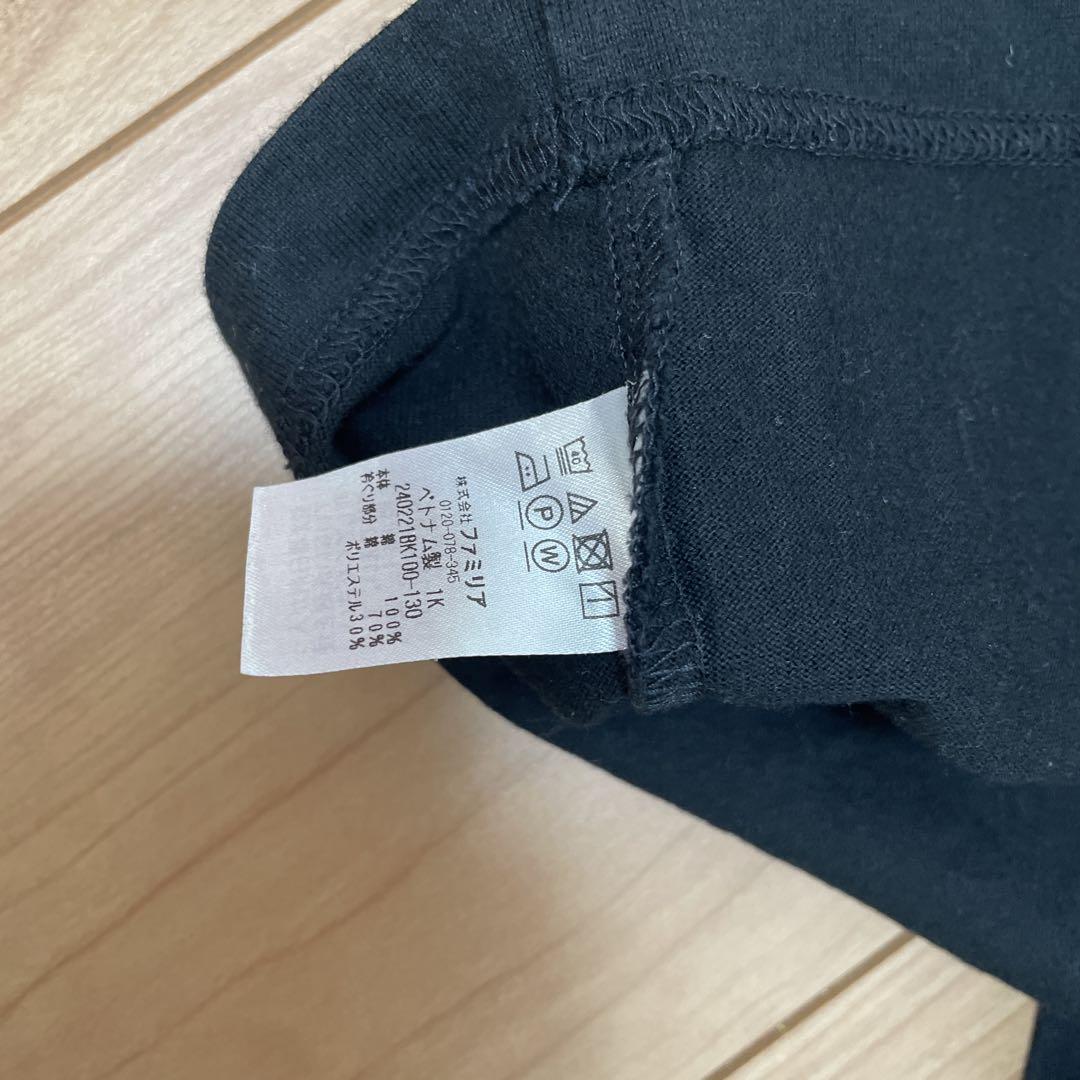 40
P
W
本体 綿 100%
衿ぐり部分 綿 70%
ポリエステル30%
240221BK100-130
ベトナム製 1K
0120-078-345
株式会社ファミリア